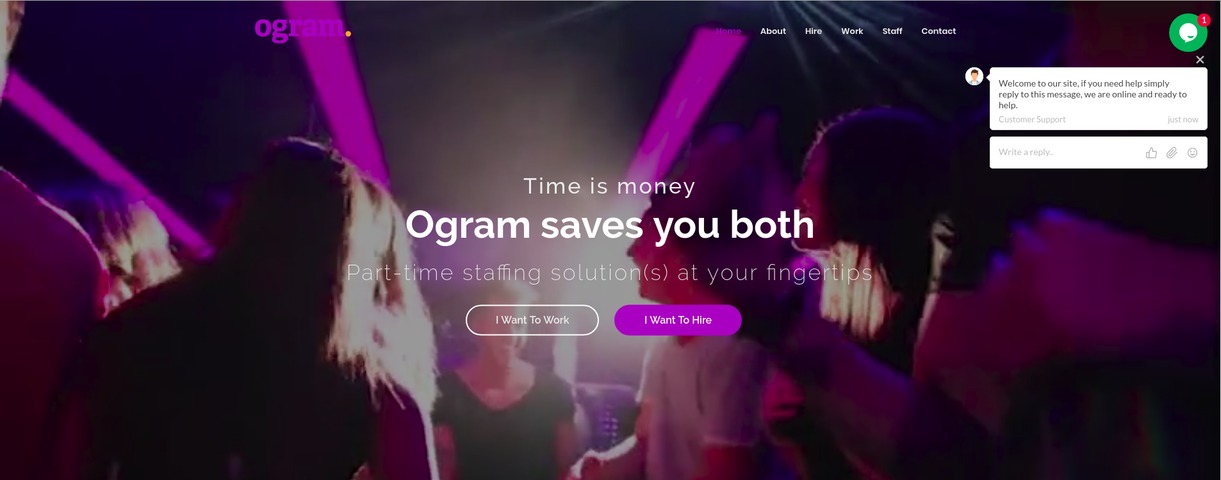 ogram.
Home About Hire Work Staff Contact
1
Welcome to our site, if you need help simply
reply to this message, we are online and ready to
help.
Customer Support just now
Write a reply..
Time is money
Ogram saves you both
Part-time staffing solution(s) at your fingertips
I Want To Work I Want To Hire